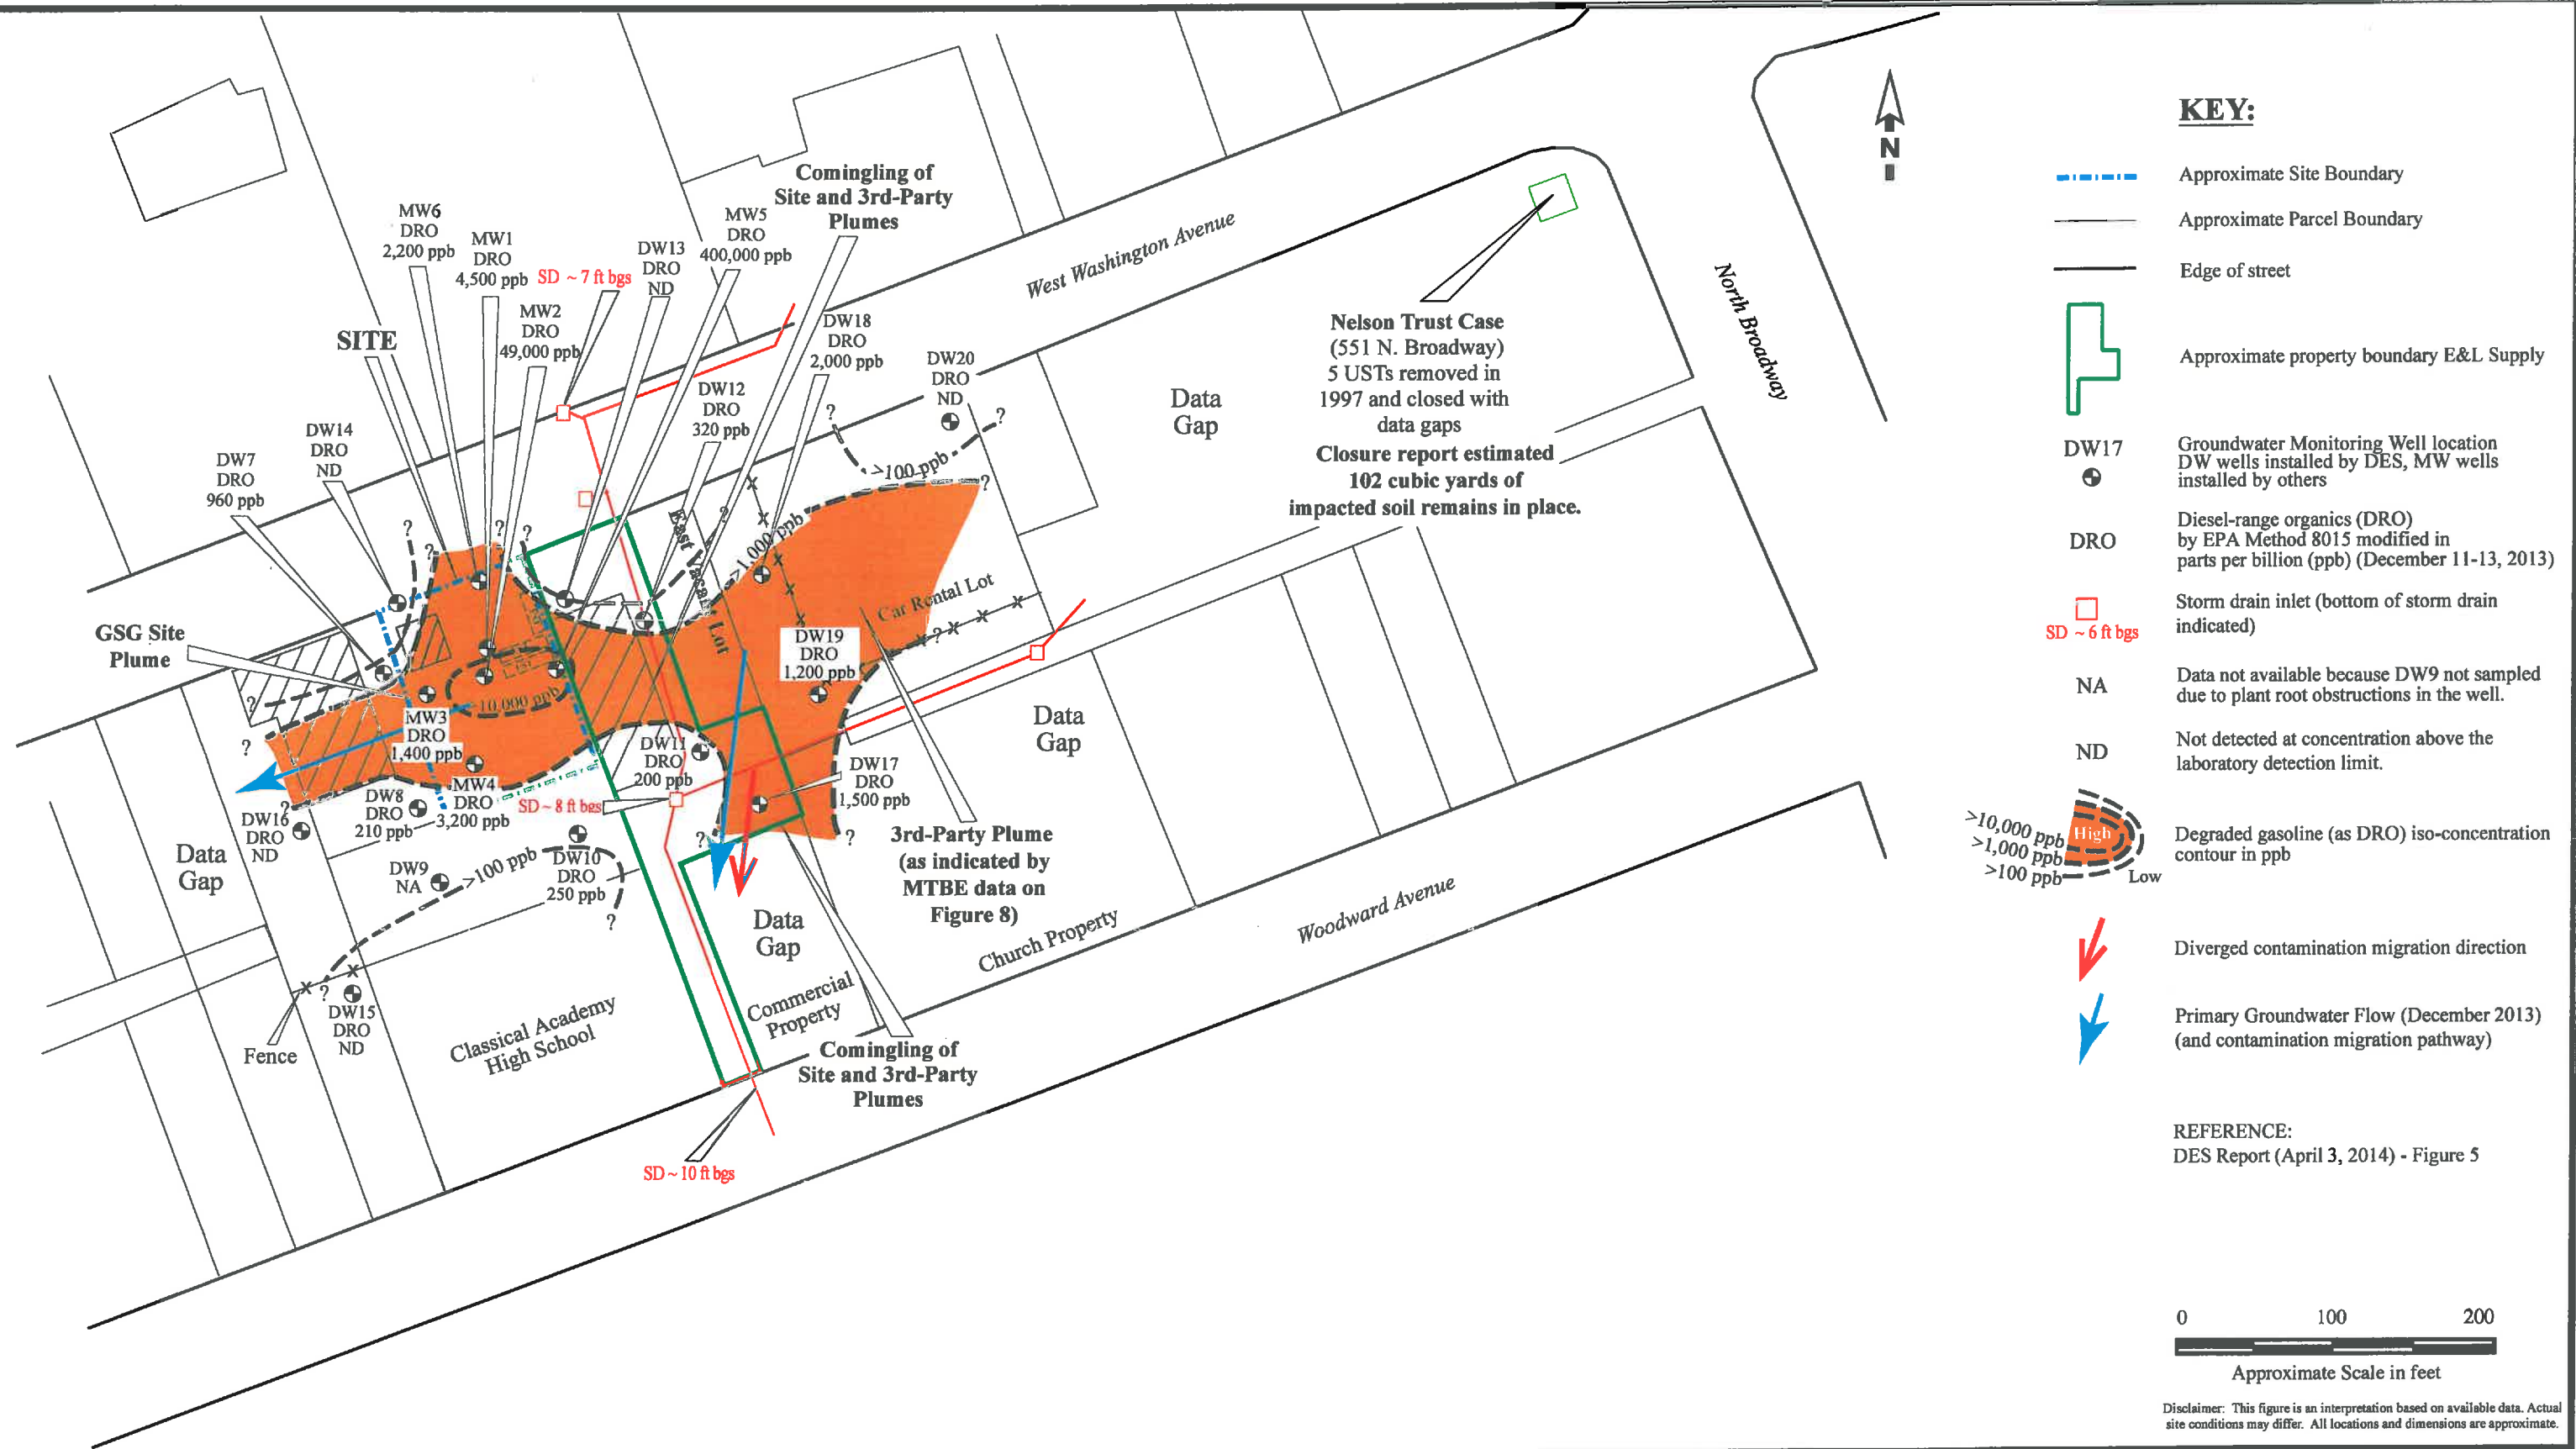 Comingling of
Site and 3rd-Party
Plumes
MW6
DRO
2,200 ppb
MW1
DRO
4,500 ppb
SD ~ 7 ft bgs
DW13
DRO
ND
MW5
DRO
400,000 ppb
MW2
DRO
49,000 ppb
SITE
DW18
DRO
2,000 ppb
DW12
DRO
320 ppb
DW20
DRO
ND
DW14
DRO
ND
DW7
DRO
960 ppb
West Washington Avenue
North Broadway
N
Nelson Trust Case
(551 N. Broadway)
5 USTs removed in
1997 and closed with
data gaps
Closure report estimated
102 cubic yards of
impacted soil remains in place.
Data
Gap
?
?
>100 ppb
?
?
?
?
?
?
>1,000 ppb
East Vacant Lot
Car Rental Lot
?
GSG Site
Plume
?
?
10,000 ppb
MW3
DRO
1,400 ppb
DW19
DRO
1,200 ppb
Data
Gap
DW11
DRO
200 ppb
DW17
DRO
1,500 ppb
MW4
DRO
3,200 ppb
SD ~ 8 ft bgs
DW8
DRO
210 ppb
?
DW16
DRO
ND
Data
Gap
DW9
NA
>100 ppb
DW10
DRO
250 ppb
?
?
?
3rd-Party Plume
(as indicated by
MTBE data on
Figure 8)
Data
Gap
Church Property
Woodward Avenue
Commercial
Property
Classical Academy
High School
?
DW15
DRO
ND
Fence
Comingling of
Site and 3rd-Party
Plumes
SD ~ 10 ft bgs
KEY:
Approximate Site Boundary
Approximate Parcel Boundary
Edge of street
Approximate property boundary E&L Supply
DW17
Groundwater Monitoring Well location
DW wells installed by DES, MW wells
installed by others
DRO
Diesel-range organics (DRO)
by EPA Method 8015 modified in
parts per billion (ppb) (December 11-13, 2013)
SD ~ 6 ft bgs
Storm drain inlet (bottom of storm drain
indicated)
NA
Data not available because DW9 not sampled
due to plant root obstructions in the well.
ND
Not detected at concentration above the
laboratory detection limit.
>10,000 ppb
>1,000 ppb
>100 ppb
High
Low
Degraded gasoline (as DRO) iso-concentration
contour in ppb
Diverged contamination migration direction
Primary Groundwater Flow (December 2013)
(and contamination migration pathway)
REFERENCE:
DES Report (April 3, 2014) - Figure 5
0 100 200
Approximate Scale in feet
Disclaimer: This figure is an interpretation based on available data. Actual
site conditions may differ. All locations and dimensions are approximate.